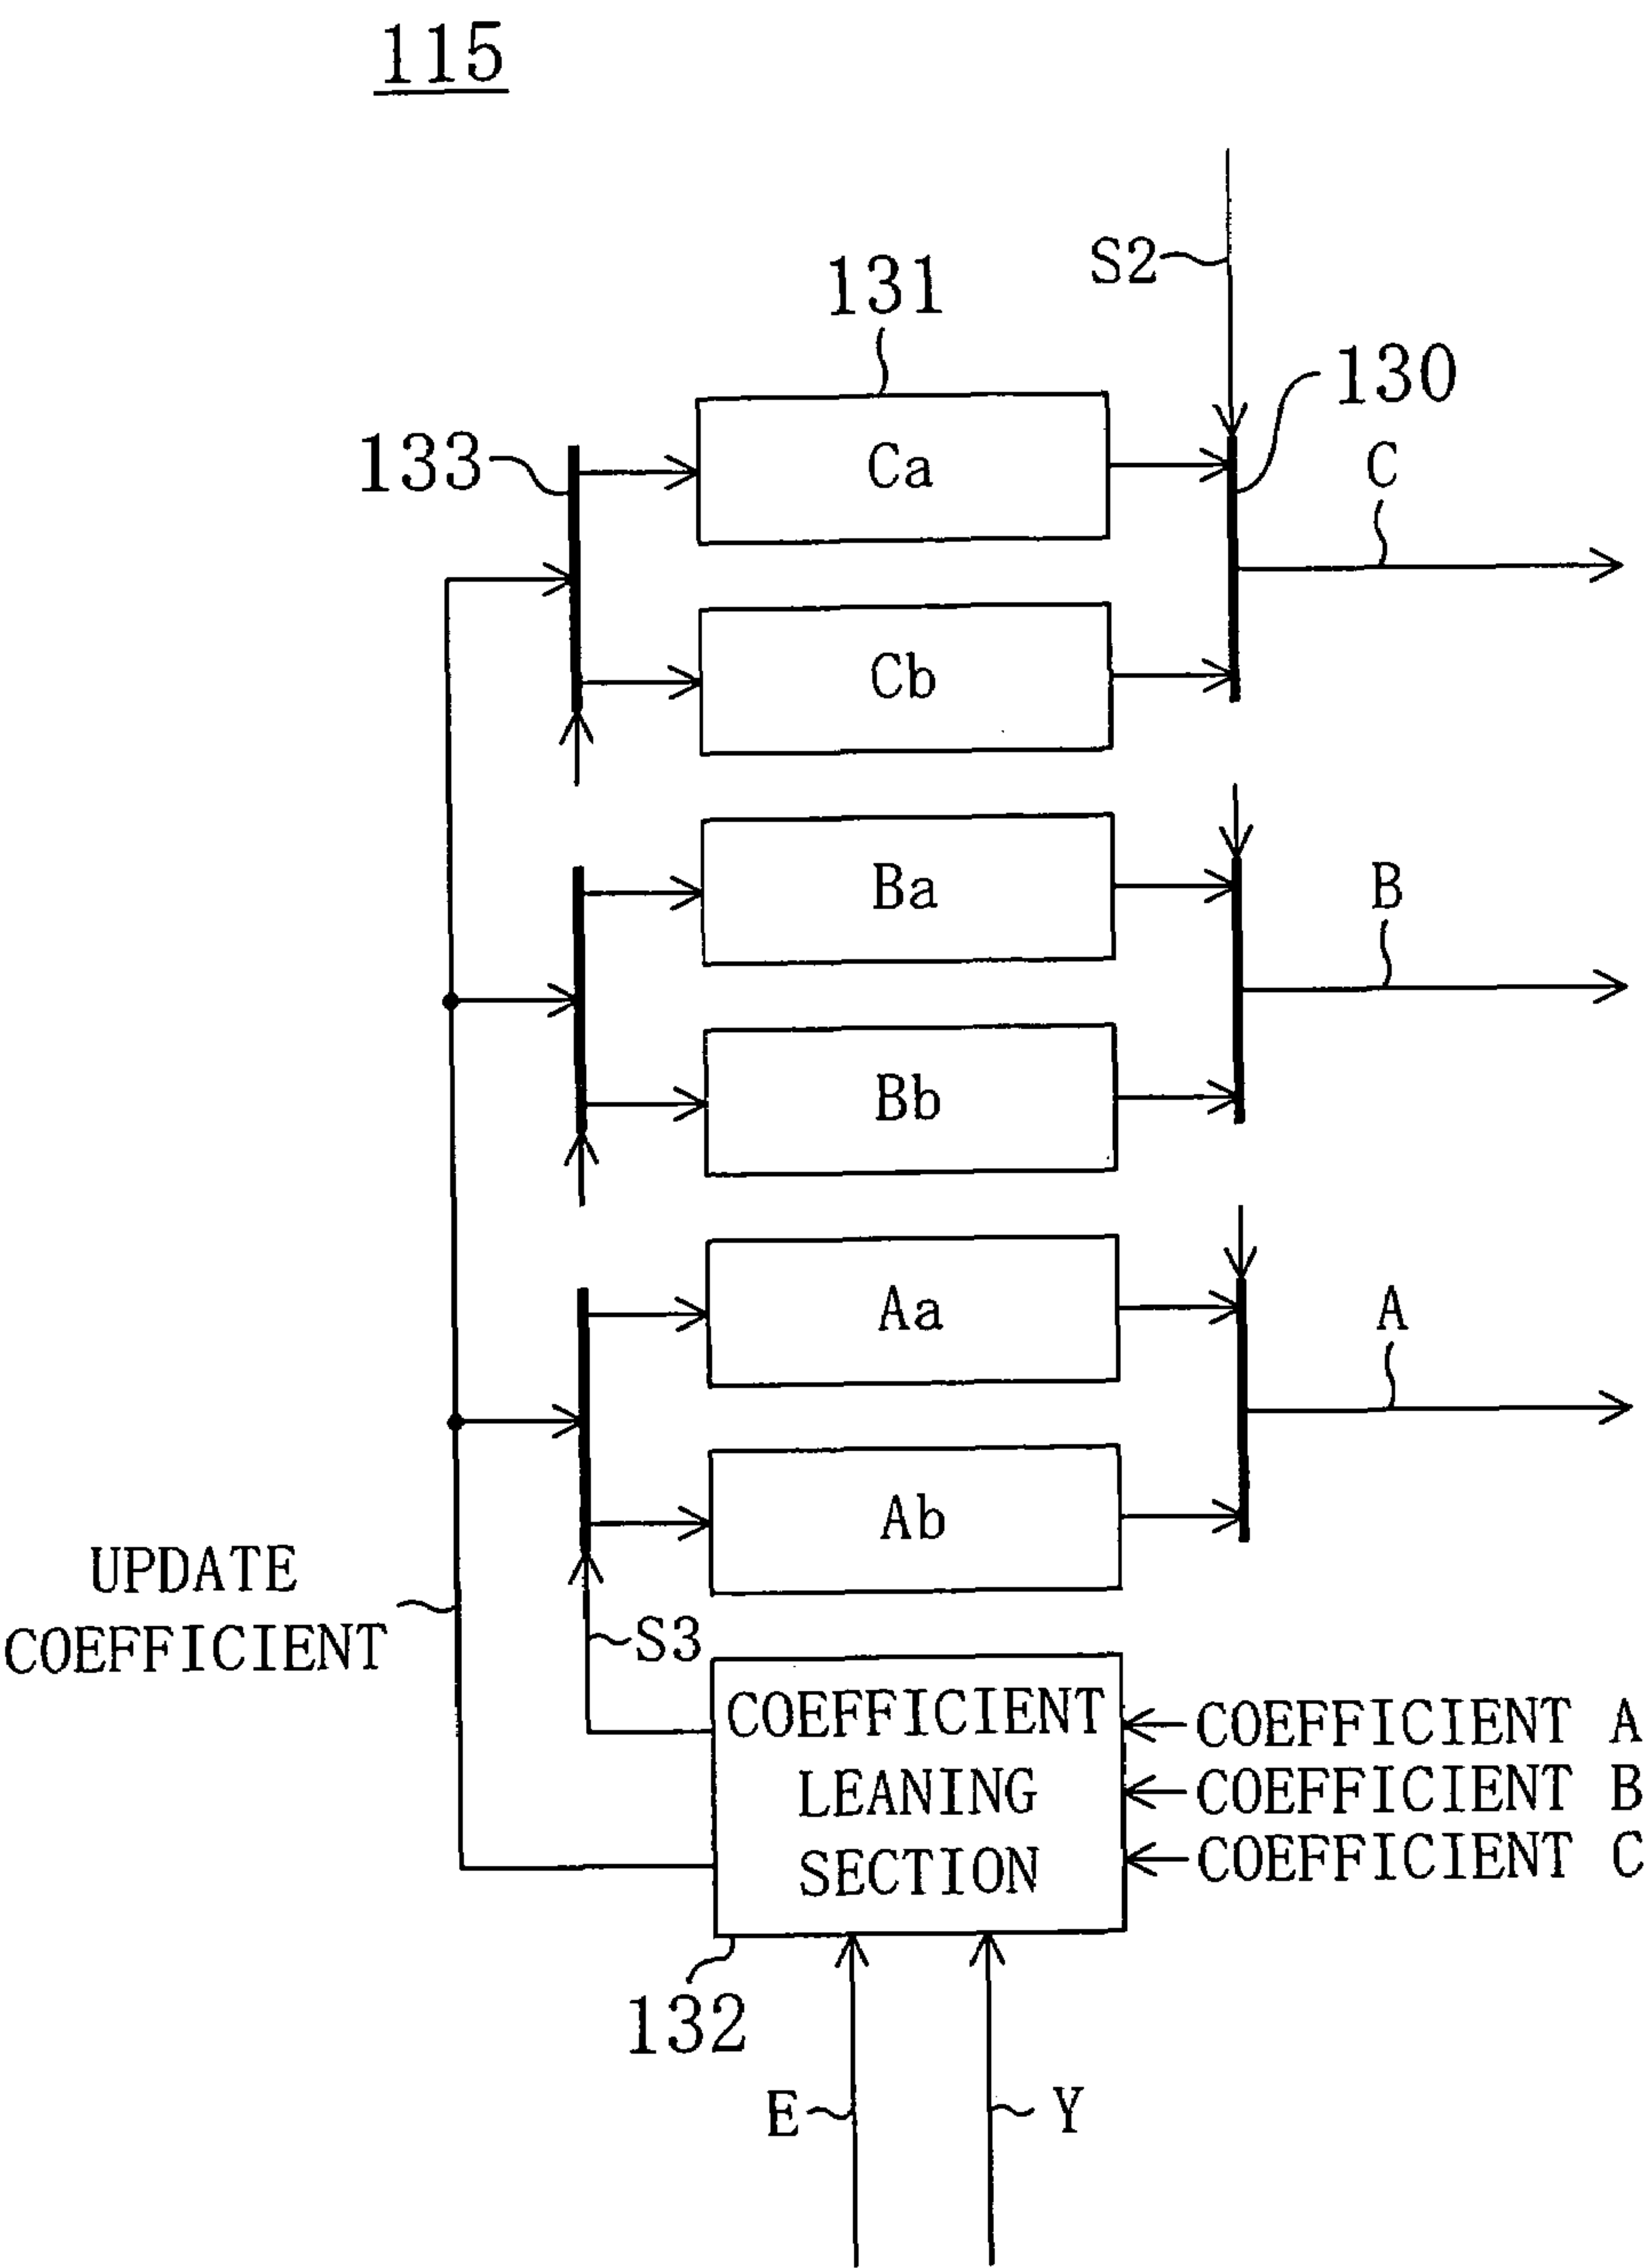 115
S2
131
130
133
Ca
C
Cb
Ba
B
Bb
Aa
A
Ab
UPDATE
COEFFICIENT
S3
COEFFICIENT
LEANING
SECTION
COEFFICIENT A
COEFFICIENT B
COEFFICIENT C
132
E
Y